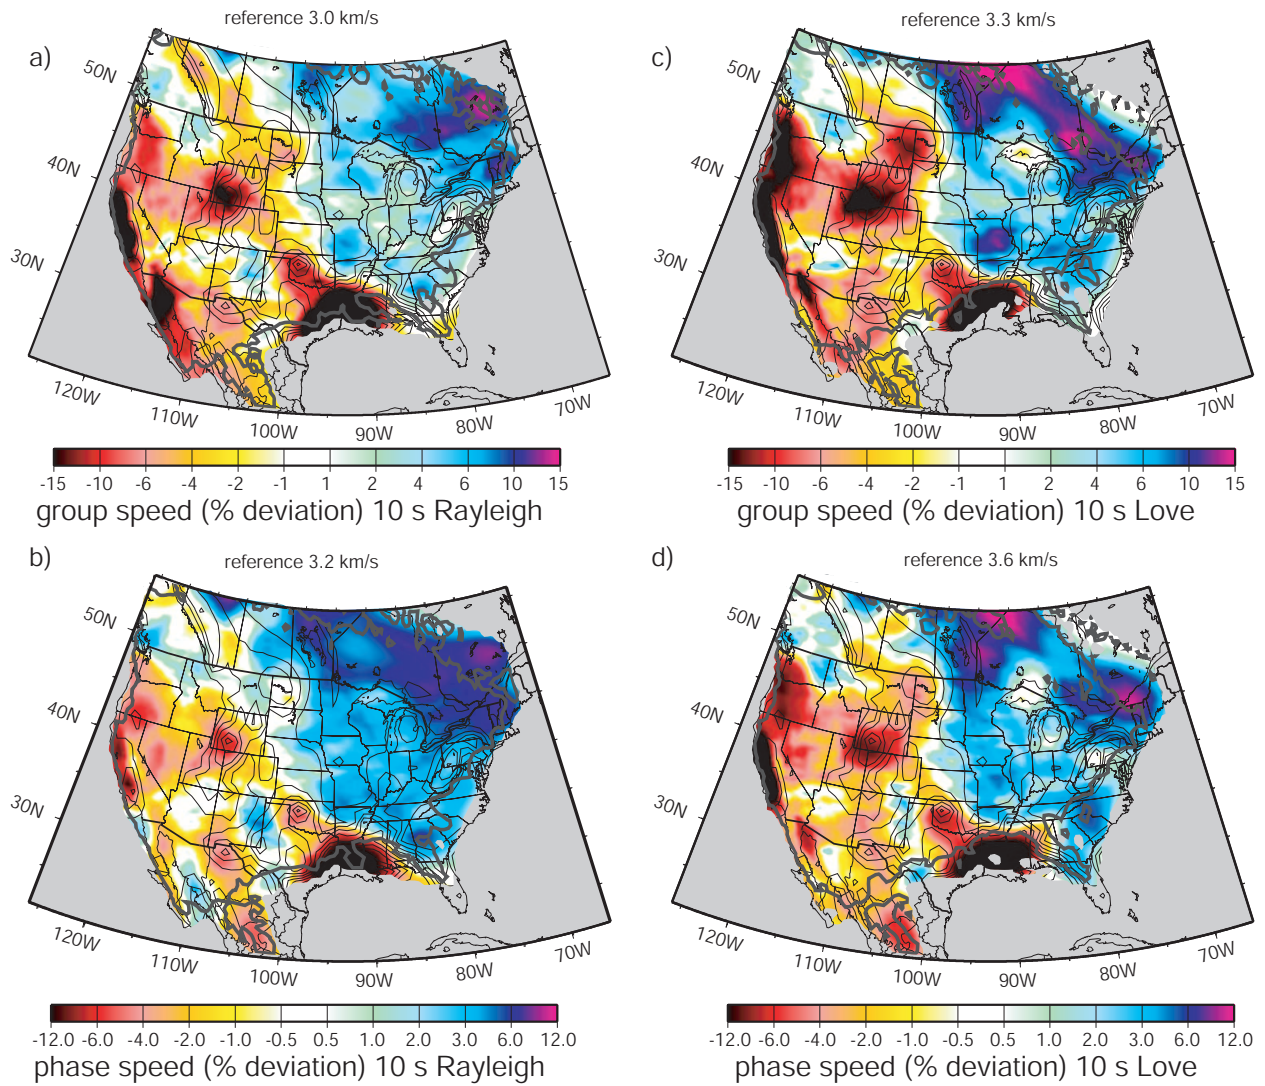 reference 3.0 km/s
a)
50N
40N
30N
120W
110W
100W
90W
80W
70W
-15 -10 -6 -4 -2 -1 1 2 4 6 10 15
group speed (% deviation) 10 s Rayleigh
reference 3.3 km/s
c)
50N
40N
30N
120W
110W
100W
90W
80W
70W
-15 -10 -6 -4 -2 -1 1 2 4 6 10 15
group speed (% deviation) 10 s Love
reference 3.2 km/s
b)
50N
40N
30N
120W
110W
100W
90W
80W
70W
-12.0 -6.0 -4.0 -2.0 -1.0 -0.5 0.5 1.0 2.0 3.0 6.0 12.0
phase speed (% deviation) 10 s Rayleigh
reference 3.6 km/s
d)
50N
40N
30N
120W
110W
100W
90W
80W
70W
-12.0 -6.0 -4.0 -2.0 -1.0 -0.5 0.5 1.0 2.0 3.0 6.0 12.0
phase speed (% deviation) 10 s Love